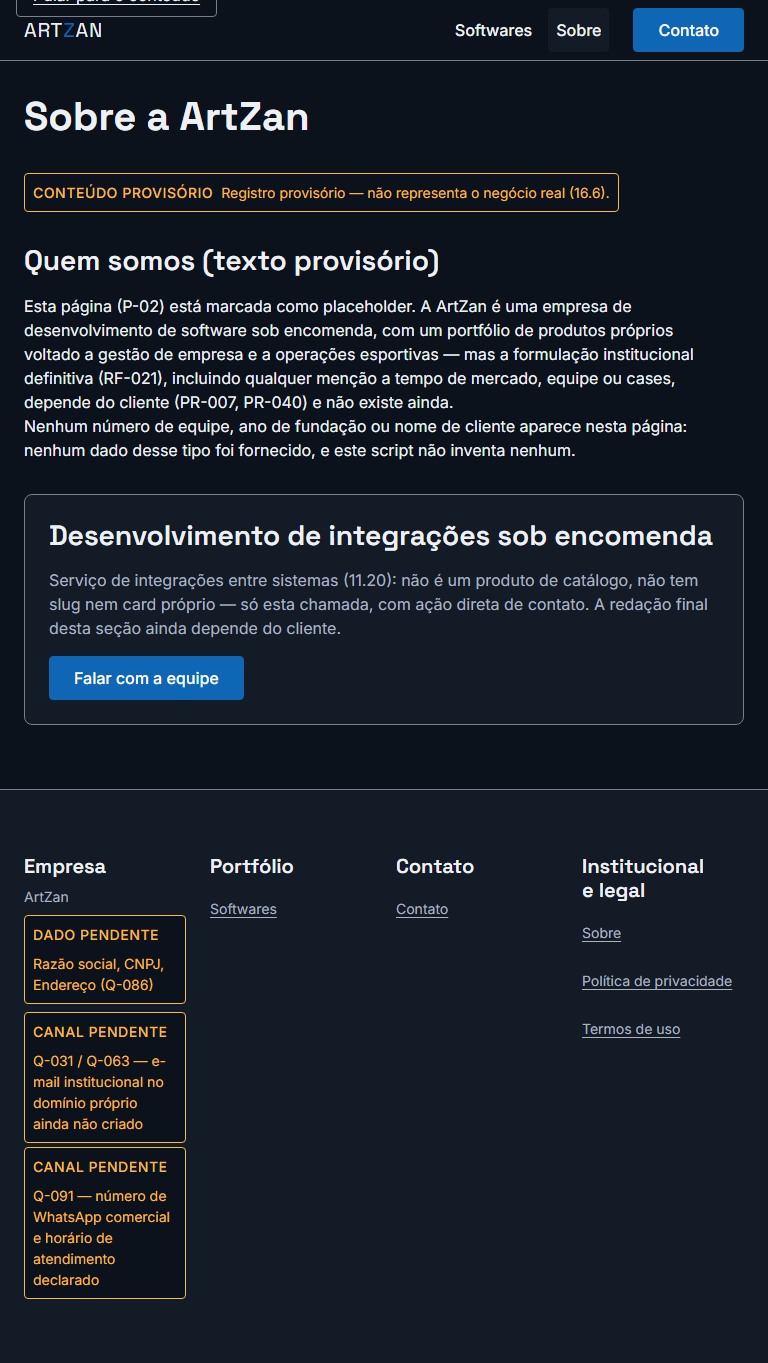 Falar para o conteúdo
ARTZAN
Softwares
Sobre
Contato
Sobre a ArtZan
CONTEÚDO PROVISÓRIO Registro provisório — não representa o negócio real (16.6).
Quem somos (texto provisório)
Esta página (P-02) está marcada como placeholder. A ArtZan é uma empresa de
desenvolvimento de software sob encomenda, com um portfólio de produtos próprios
voltado a gestão de empresa e a operações esportivas — mas a formulação institucional
definitiva (RF-021), incluindo qualquer menção a tempo de mercado, equipe ou cases,
depende do cliente (PR-007, PR-040) e não existe ainda.
Nenhum número de equipe, ano de fundação ou nome de cliente aparece nesta página:
nenhum dado desse tipo foi fornecido, e este script não inventa nenhum.
Desenvolvimento de integrações sob encomenda
Serviço de integrações entre sistemas (11.20): não é um produto de catálogo, não tem
slug nem card próprio — só esta chamada, com ação direta de contato. A redação final
desta seção ainda depende do cliente.
Falar com a equipe
Empresa
ArtZan
DADO PENDENTE
Razão social, CNPJ,
Endereço (Q-086)
CANAL PENDENTE
Q-031 / Q-063 — e-
mail institucional no
domínio próprio
ainda não criado
CANAL PENDENTE
Q-091 — número de
WhatsApp comercial
e horário de
atendimento
declarado
Portfólio
Softwares
Contato
Contato
Institucional
e legal
Sobre
Política de privacidade
Termos de uso